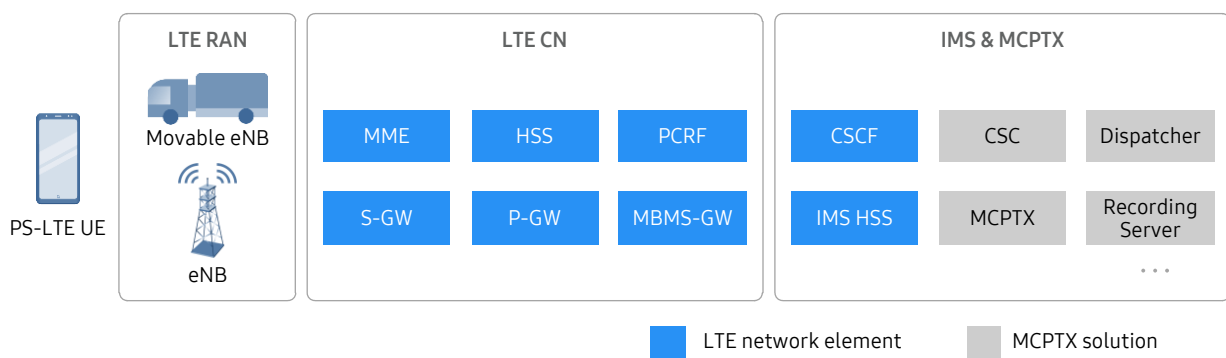 LTE RAN
LTE CN
IMS & MCPTX
Movable eNB
MME
HSS
PCRF
CSCF
CSC
Dispatcher
PS-LTE UE
S-GW
P-GW
MBMS-GW
IMS HSS
MCPTX
Recording
Server
eNB
...
LTE network element
MCPTX solution